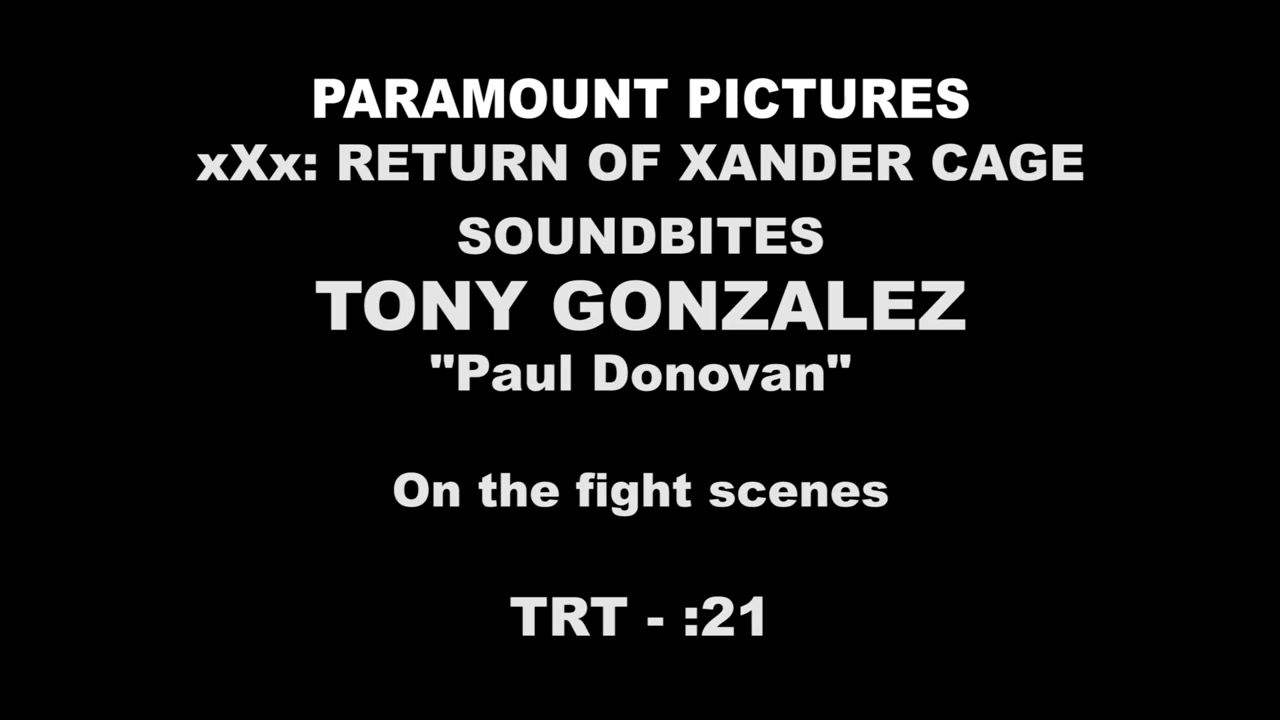 PARAMOUNT PICTURES
xXx: RETURN OF XANDER CAGE
SOUNDBITES
TONY GONZALEZ
"Paul Donovan"
On the fight scenes
TRT - :21